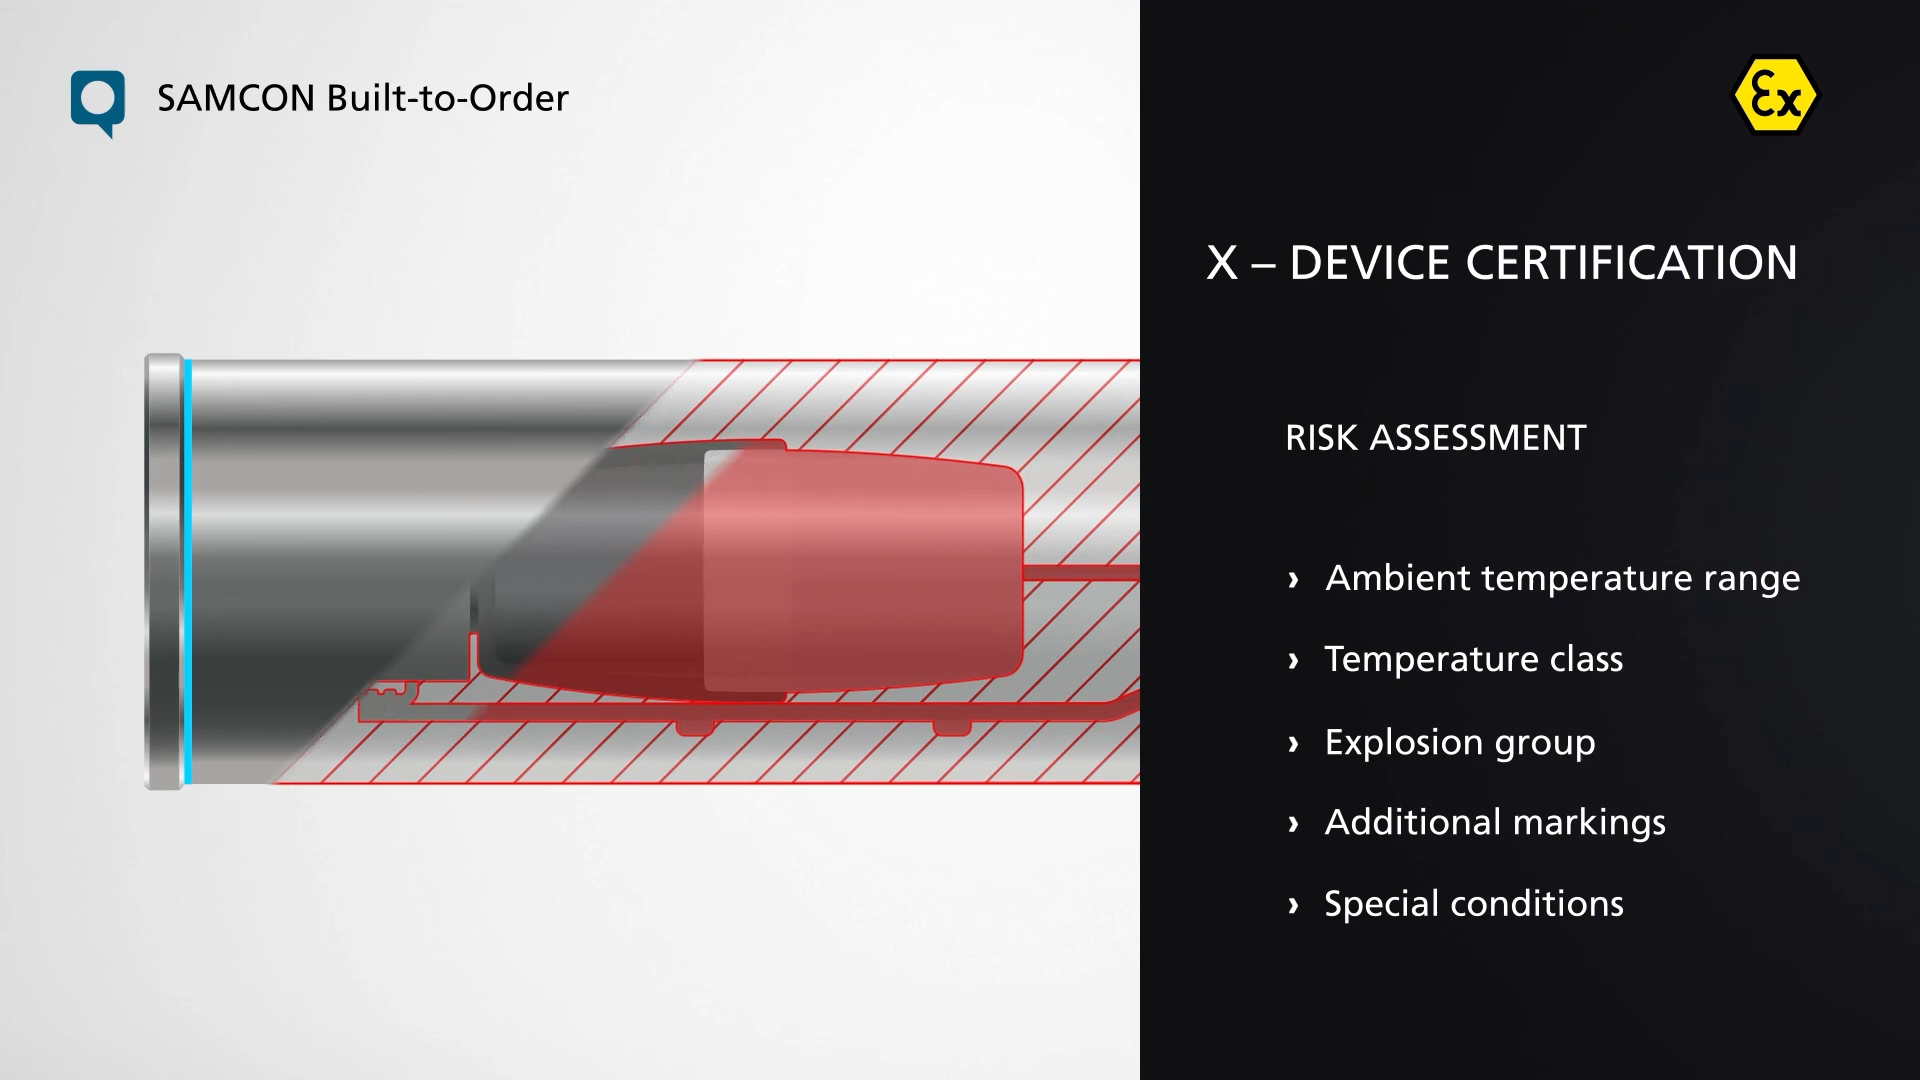 SAMCON Built-to-Order
Ex
X – DEVICE CERTIFICATION
RISK ASSESSMENT
› Ambient temperature range
› Temperature class
› Explosion group
› Additional markings
› Special conditions